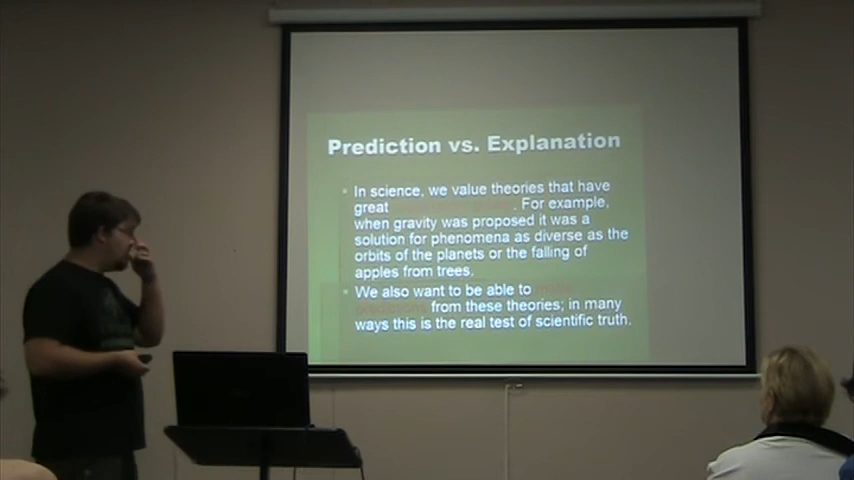 Prediction vs. Explanation
In science, we value theories that have
great . For example,
when gravity was proposed it was a
solution for phenomena as diverse as the
orbits of the planets or the falling of
apples from trees.
We also want to be able to make
predictions from these theories; in many
ways this is the real test of scientific truth.